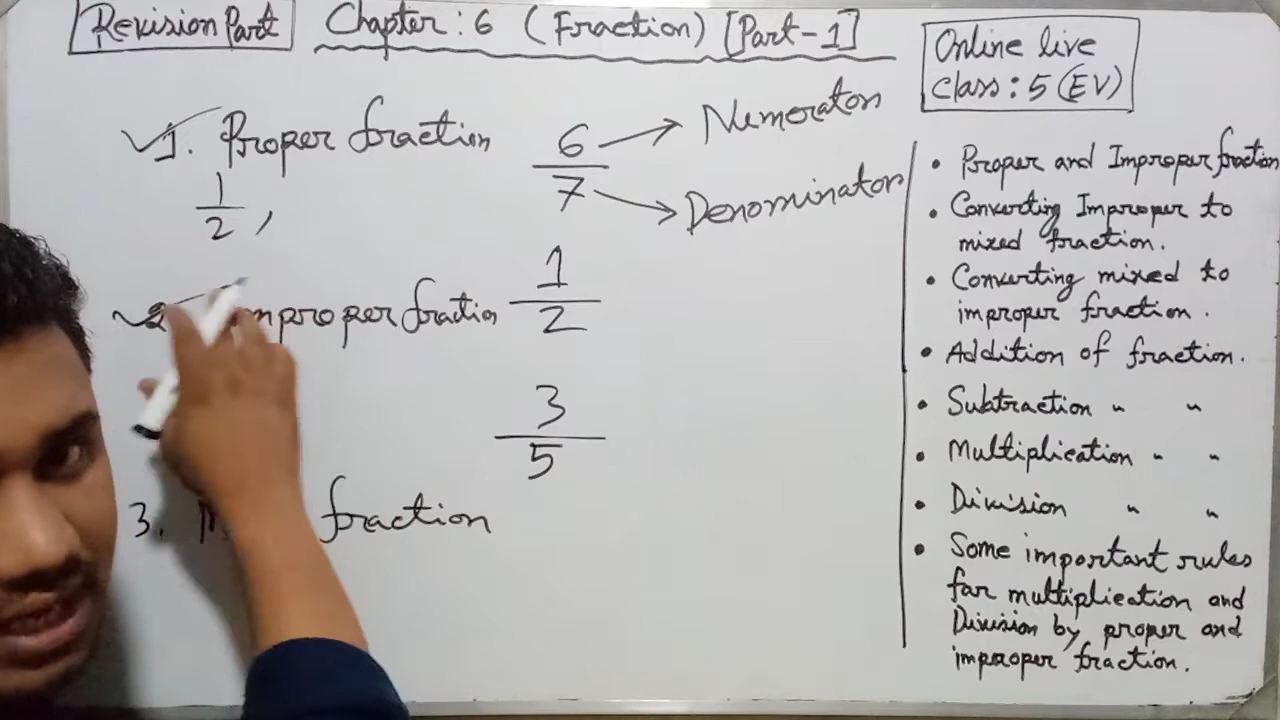 Revision Part
Chapter : 6 (Fraction) [Part-1]
Online live
Class : 5 (EV)
1. Proper fraction
1
2 ,
6
7
Numerator
Denominator
2. Improper fraction
1
2
3
5
3. fraction
• Proper and Improper fraction
• Converting Improper to
mixed fraction.
• Converting mixed to
improper fraction.
• Addition of fraction.
• Subtraction " "
• Multiplication " "
• Division " "
• Some important rules
for multiplication and
Division by proper and
improper fraction.